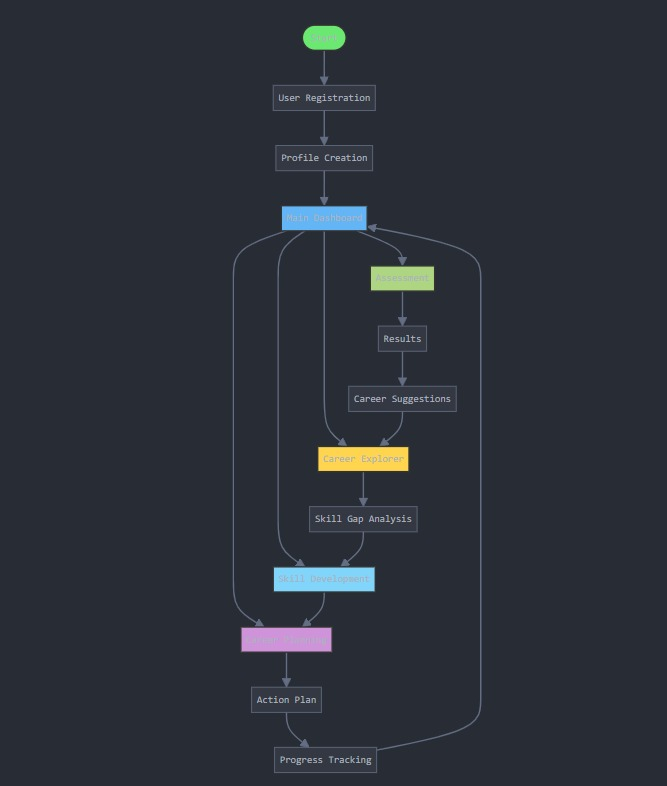 User Registration
Profile Creation
Main Dashboard
Assessment
Results
Career Suggestions
Career Explorer
Skill Gap Analysis
Skill Development
Action Plan
Progress Tracking